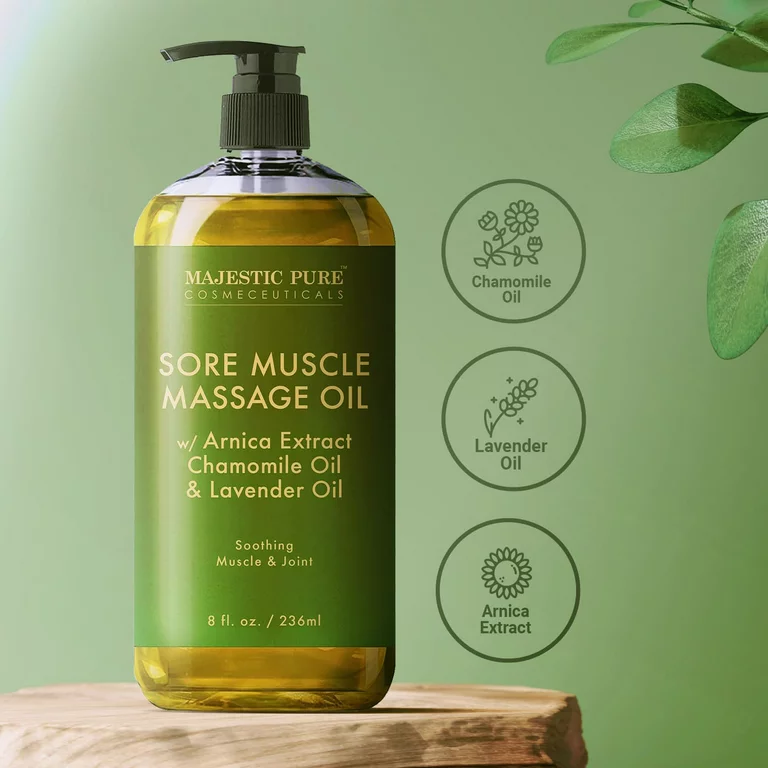 MAJESTIC PURE™
COSMECEUTICALS
SORE MUSCLE
MASSAGE OIL
w/ Arnica Extract
Chamomile Oil
& Lavender Oil
Soothing
Muscle & Joint
8 fl. oz. / 236ml
Chamomile
Oil
Lavender
Oil
Arnica
Extract